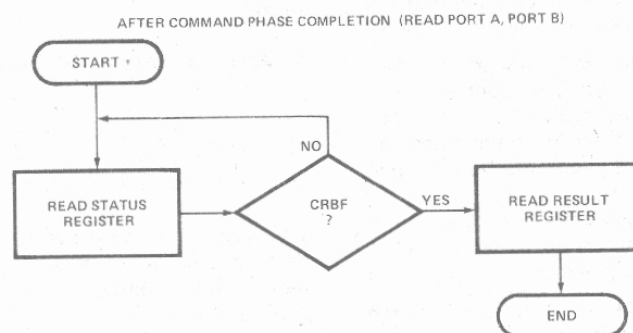 AFTER COMMAND PHASE COMPLETION (READ PORT A, PORT B)
START
NO
READ STATUS
REGISTER
CRBF
?
YES
READ RESULT
REGISTER
END